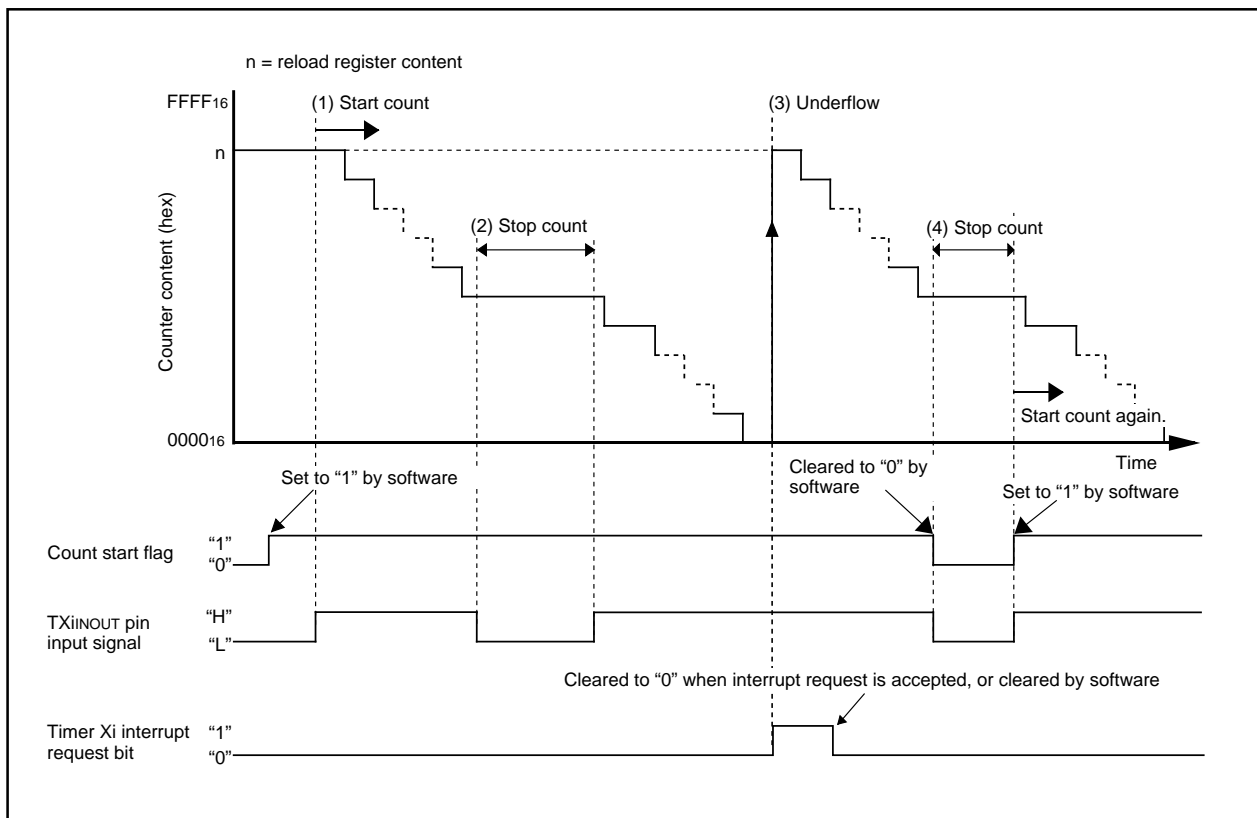 n = reload register content
FFFF16
(1) Start count
(3) Underflow
n
Counter content (hex)
(2) Stop count
(4) Stop count
Start count again.
000016
Time
Set to “1” by software
Cleared to “0” by
software
Set to “1” by software
Count start flag
“1”
“0”
TXiINOUT pin
input signal
“H”
“L”
Cleared to “0” when interrupt request is accepted, or cleared by software
Timer Xi interrupt
request bit
“1”
“0”